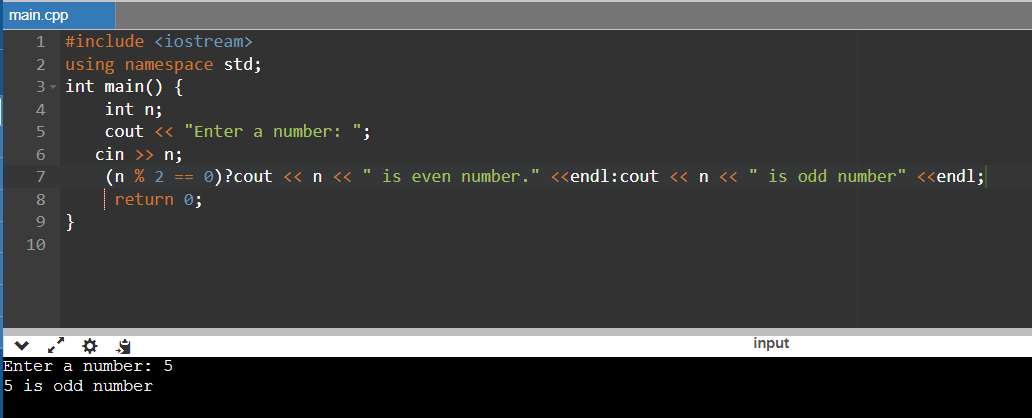 main.cpp
1 #include <iostream>
2 using namespace std;
3 int main() {
4 int n;
5 cout << "Enter a number: ";
6 cin >> n;
7 (n % 2 == 0)?cout << n << " is even number." <<endl:cout << n << " is odd number" <<endl;
8 return 0;
9 }
10
input
Enter a number: 5
5 is odd number